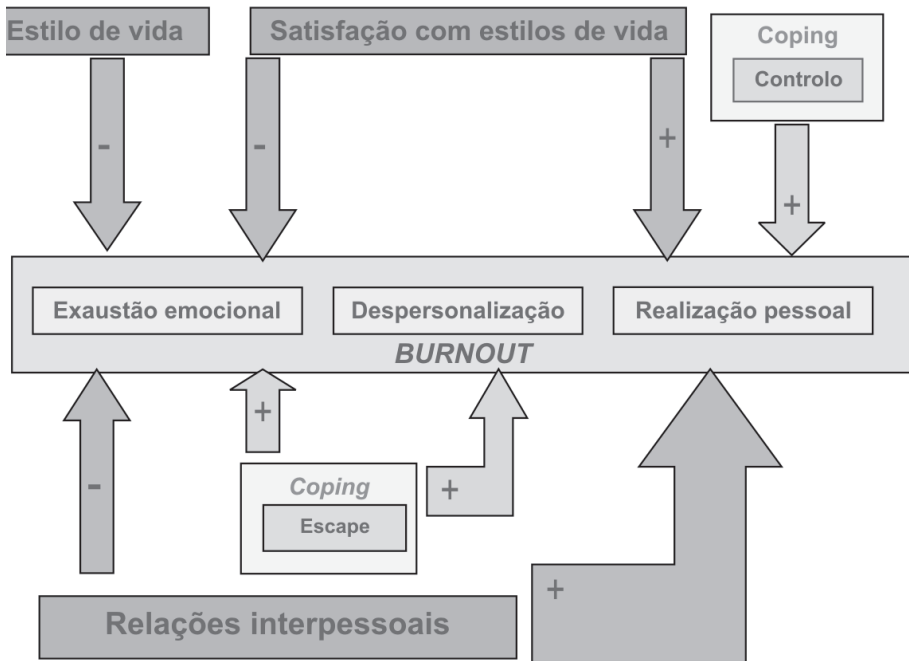 Estilo de vida
Satisfação com estilos de vida
Coping
Controlo
-
-
+
+
Exaustão emocional
Despersonalização
Realização pessoal
BURNOUT
+
-
+
Coping
Escape
+
Relações interpessoais